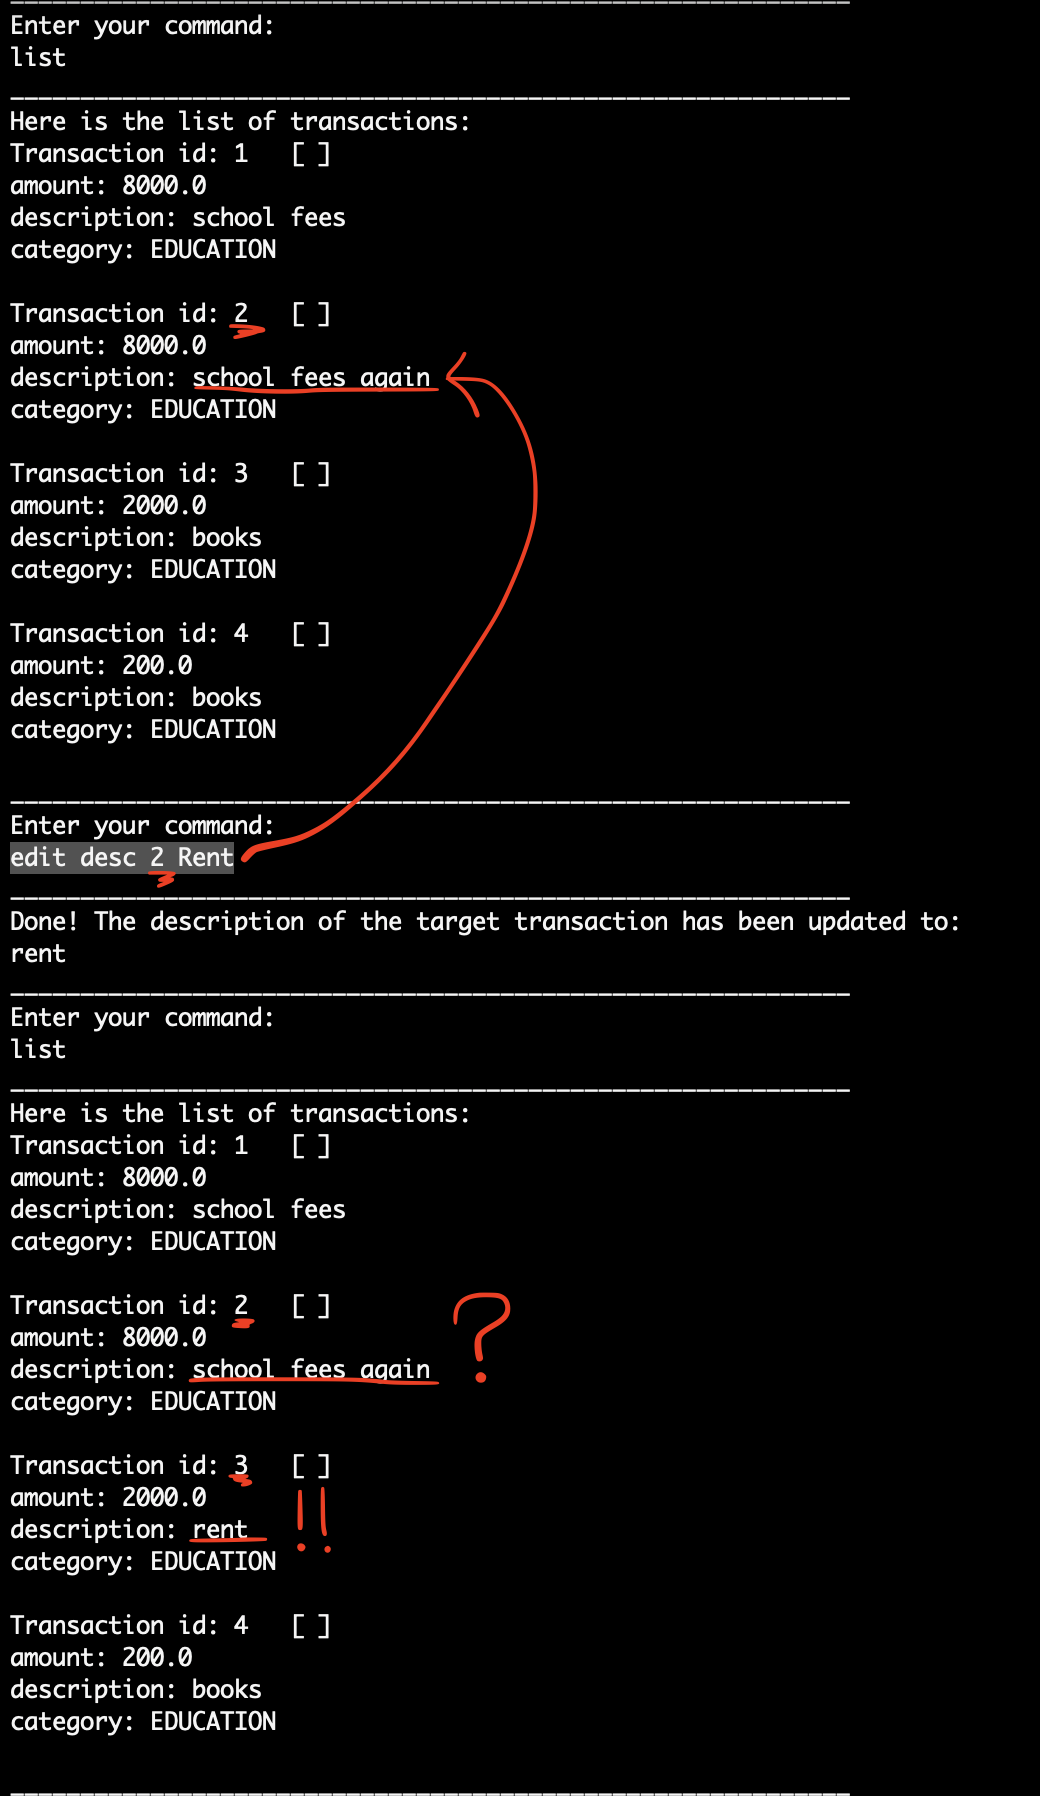 Enter your command:
list
Here is the list of transactions:
Transaction id: 1 [ ]
amount: 8000.0
description: school fees
category: EDUCATION
Transaction id: 2 [ ]
amount: 8000.0
description: school fees again
category: EDUCATION
Transaction id: 3 [ ]
amount: 2000.0
description: books
category: EDUCATION
Transaction id: 4 [ ]
amount: 200.0
description: books
category: EDUCATION
Enter your command:
edit desc 2 Rent
Done! The description of the target transaction has been updated to:
rent
Enter your command:
list
Here is the list of transactions:
Transaction id: 1 [ ]
amount: 8000.0
description: school fees
category: EDUCATION
Transaction id: 2 [ ]
amount: 8000.0
description: school fees again
?
category: EDUCATION
Transaction id: 3 [ ]
amount: 2000.0
description: rent
!!
category: EDUCATION
Transaction id: 4 [ ]
amount: 200.0
description: books
category: EDUCATION